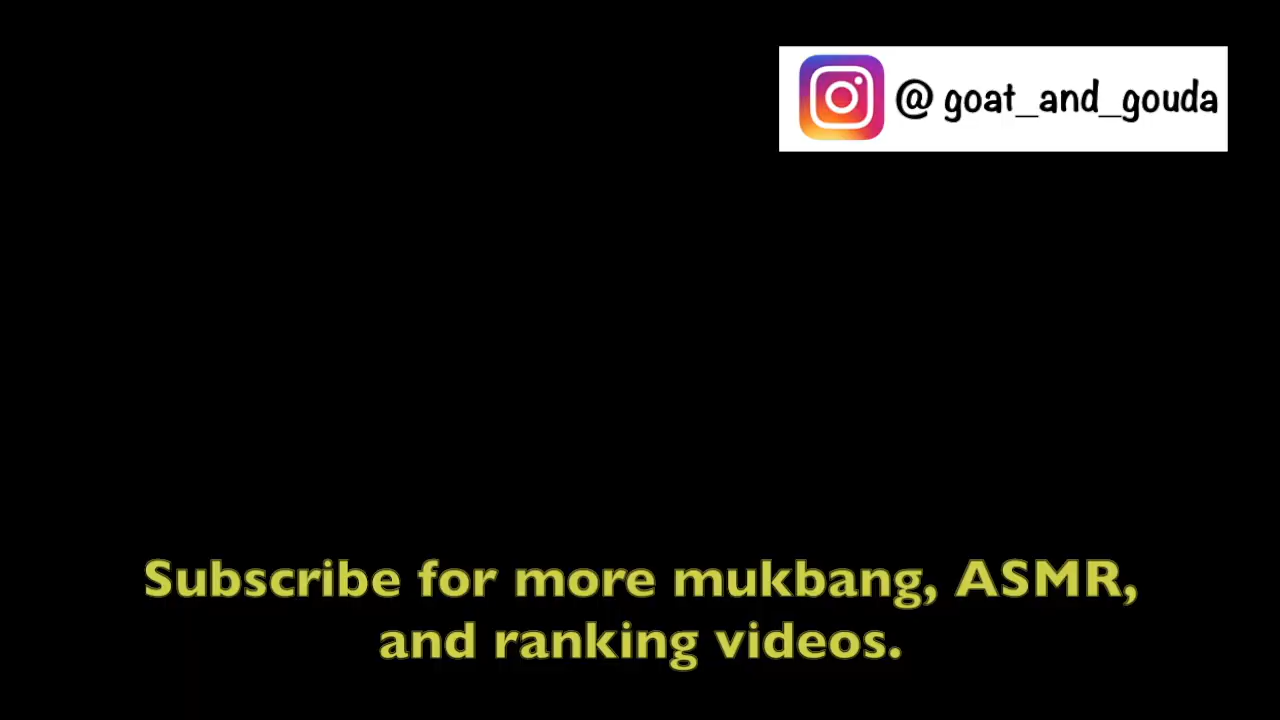 @ goat_and_gouda
Subscribe for more mukbang, ASMR,
and ranking videos.